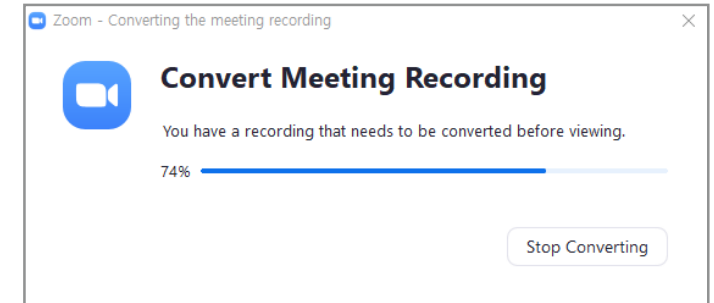 Zoom - Converting the meeting recording
Convert Meeting Recording
You have a recording that needs to be converted before viewing.
74%
Stop Converting